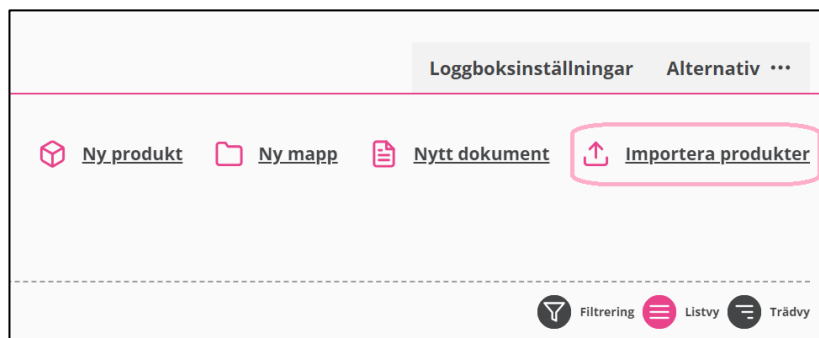 Loggboksinställningar Alternativ ···
Ny produkt Ny mapp Nytt dokument Importera produkter
Filtrering Listvy Trädvy